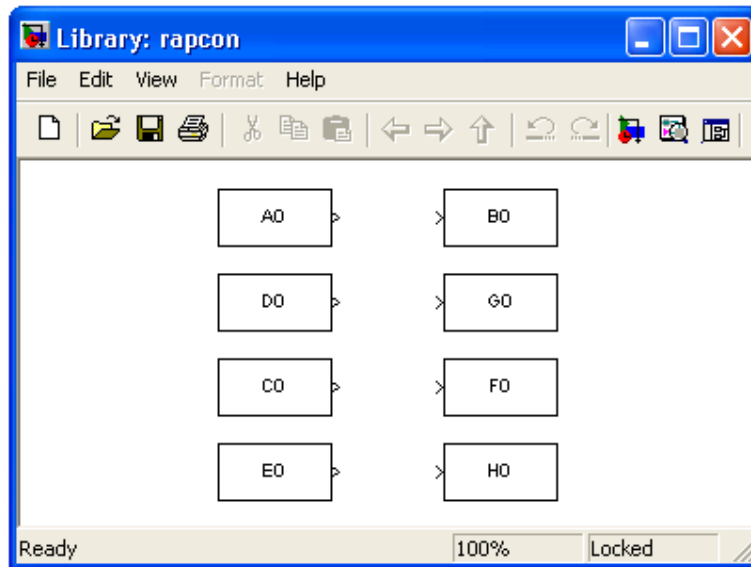 Library: rapcon
File Edit View Format Help
A0 B0
D0 G0
C0 F0
E0 H0
Ready 100% Locked